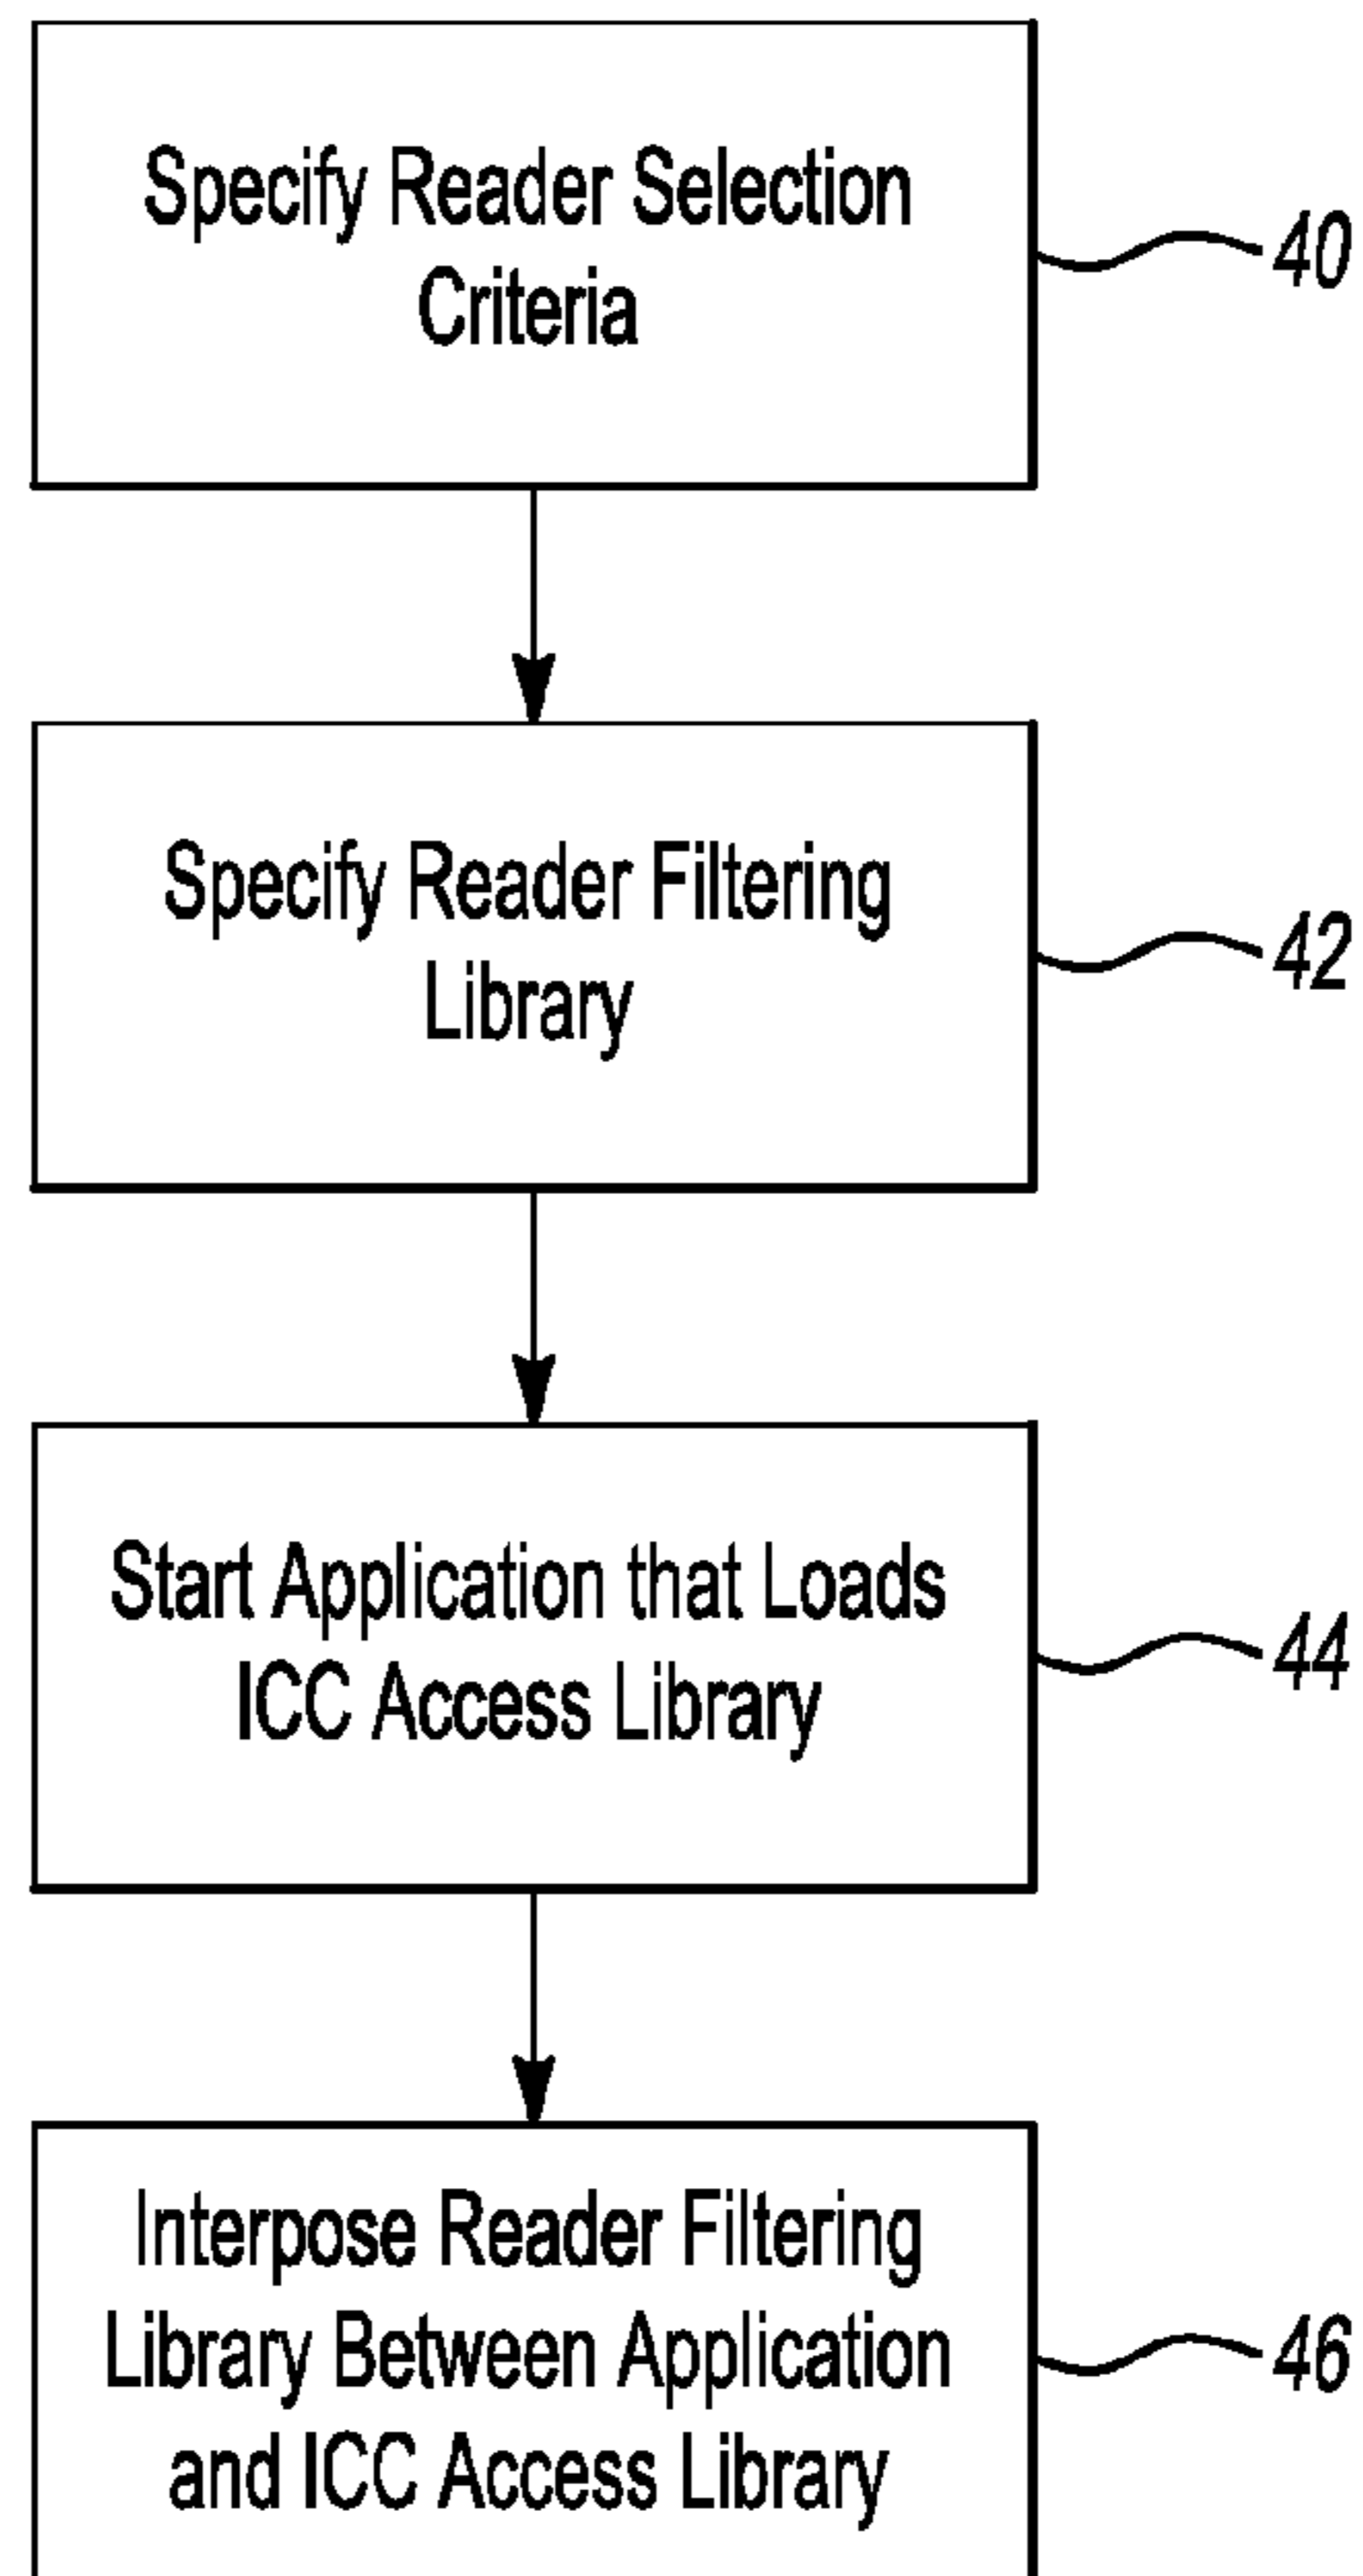 Specify Reader Selection
Criteria
40
Specify Reader Filtering
Library
42
Start Application that Loads
ICC Access Library
44
Interpose Reader Filtering
Library Between Application
and ICC Access Library
46